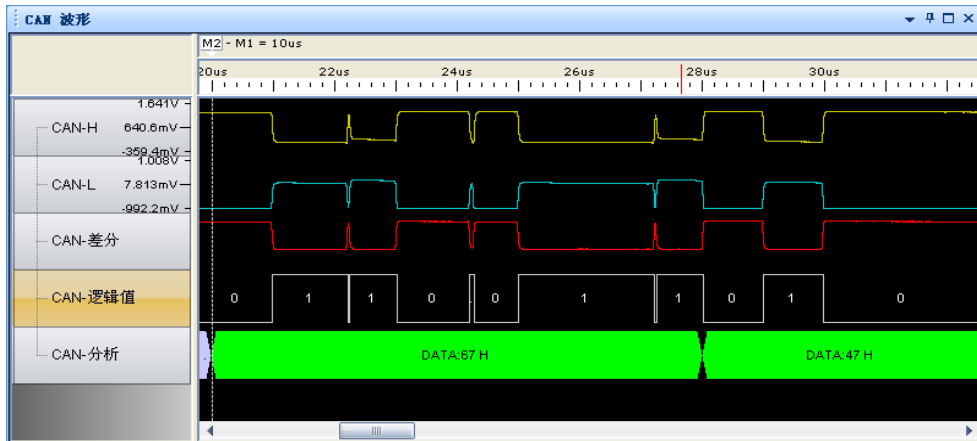 CAN 波形
M2 - M1 = 10us
20us 22us 24us 26us 28us 30us
1.641V
CAN-H 640.6mV
-359.4mV
1.008V
CAN-L 7.813mV
-992.2mV
CAN-差分
CAN-逻辑值 0 1 1 0 0 1 1 0 1 0
CAN-分析 DATA:67 H DATA:47 H